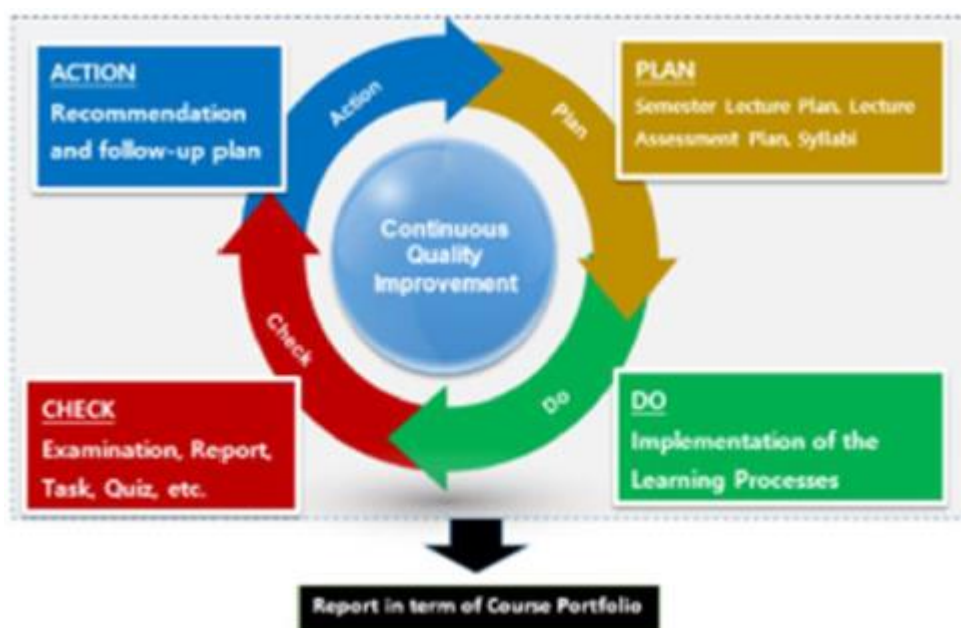 ACTION
Recommendation
and follow-up plan
Action
Plan
PLAN
Semester Lecture Plan, Lecture
Assessment Plan, Syllabi
Continuous
Quality
Improvement
Check
Do
CHECK
Examination, Report,
Task, Quiz, etc.
DO
Implementation of the
Learning Processes
Report in term of Course Portfolio